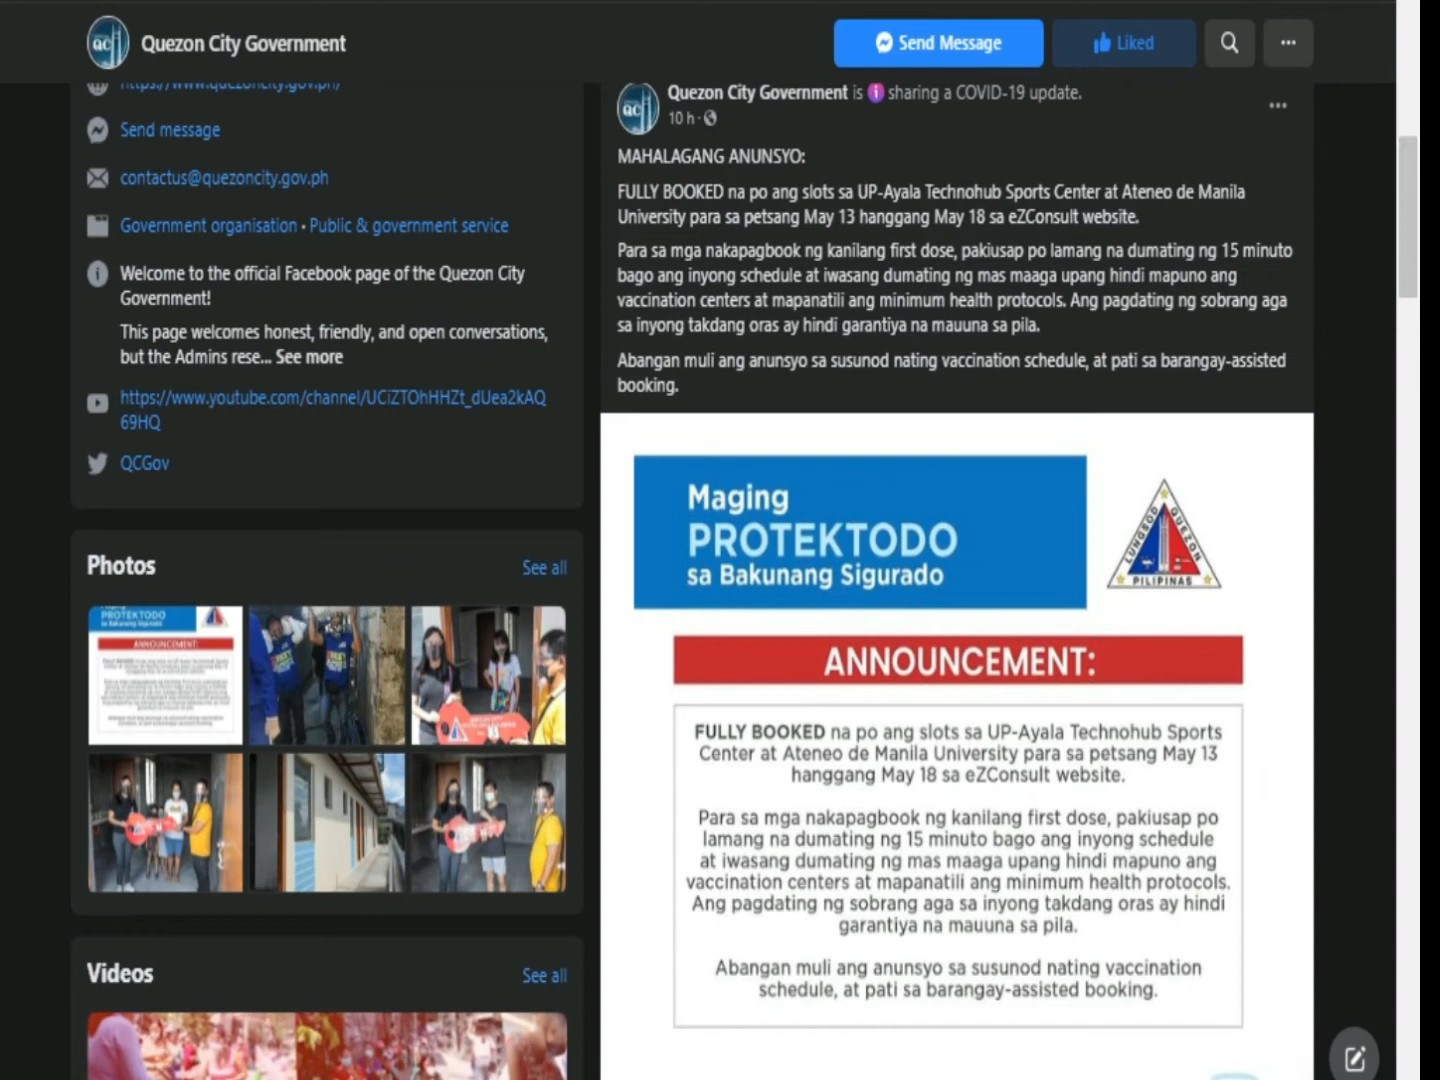 Quezon City Government
Send Message
Liked
https://www.quezoncity.gov.ph/
Send message
contactus@quezoncity.gov.ph
Government organisation · Public & government service
Welcome to the official Facebook page of the Quezon City
Government!
This page welcomes honest, friendly, and open conversations,
but the Admins rese... See more
https://www.youtube.com/channel/UCiZTOhHHZt_dUea2kAQ
69HQ
QCGov
Photos
See all
Videos
See all
Quezon City Government is sharing a COVID-19 update.
10 h ·
MAHALAGANG ANUNSYO:
FULLY BOOKED na po ang slots sa UP-Ayala Technohub Sports Center at Ateneo de Manila
University para sa petsang May 13 hanggang May 18 sa eZConsult website.
Para sa mga nakapagbook ng kanilang first dose, pakiusap po lamang na dumating ng 15 minuto
bago ang inyong schedule at iwasang dumating ng mas maaga upang hindi mapuno ang
vaccination centers at mapanatili ang minimum health protocols. Ang pagdating ng sobrang aga
sa inyong takdang oras ay hindi garantiya na mauuna sa pila.
Abangan muli ang anunsyo sa susunod nating vaccination schedule, at pati sa barangay-assisted
booking.
Maging
PROTEKTODO
sa Bakunang Sigurado
LUNGSOD QUEZON
PILIPINAS
ANNOUNCEMENT:
FULLY BOOKED na po ang slots sa UP-Ayala Technohub Sports
Center at Ateneo de Manila University para sa petsang May 13
hanggang May 18 sa eZConsult website.
Para sa mga nakapagbook ng kanilang first dose, pakiusap po
lamang na dumating ng 15 minuto bago ang inyong schedule
at iwasang dumating ng mas maaga upang hindi mapuno ang
vaccination centers at mapanatili ang minimum health protocols.
Ang pagdating ng sobrang aga sa inyong takdang oras ay hindi
garantiya na mauuna sa pila.
Abangan muli ang anunsyo sa susunod nating vaccination
schedule, at pati sa barangay-assisted booking.